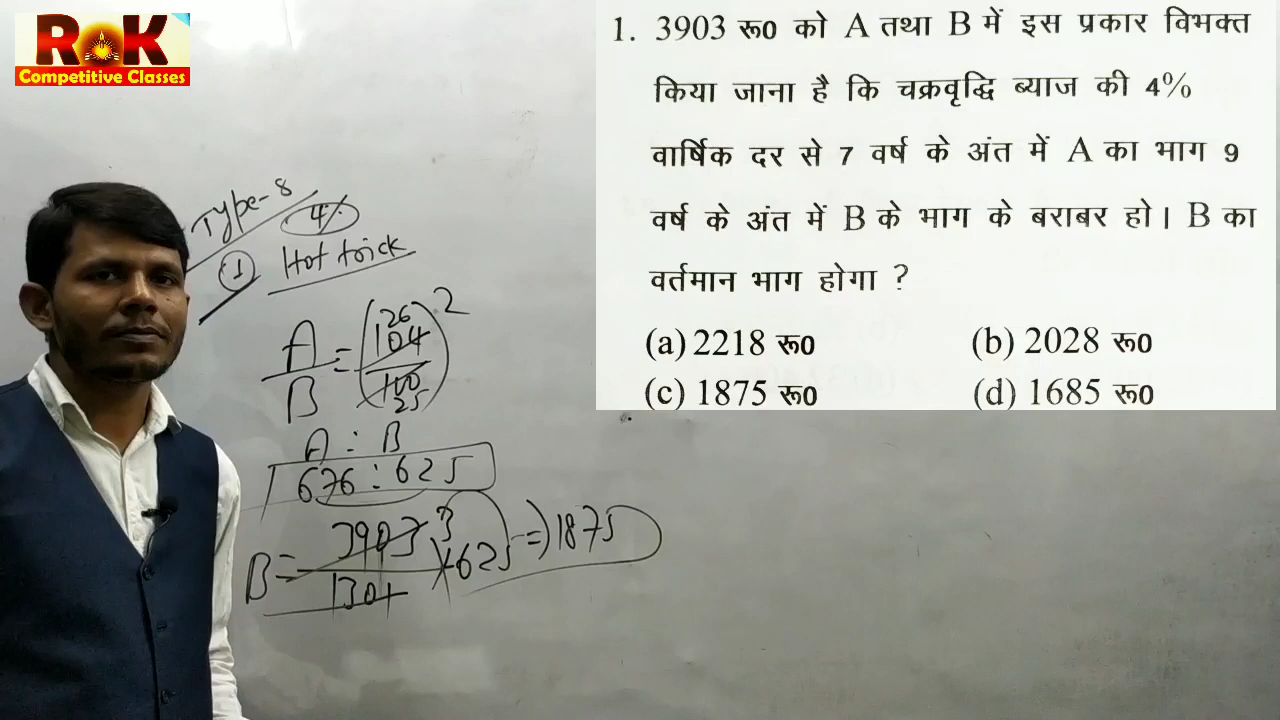 ROK
Competitive Classes
1. 3903 रू0 को A तथा B में इस प्रकार विभक्त
किया जाना है कि चक्रवृद्धि ब्याज की 4%
वार्षिक दर से 7 वर्ष के अंत में A का भाग 9
वर्ष के अंत में B के भाग के बराबर हो। B का
वर्तमान भाग होगा ?
(a) 2218 रू0 (b) 2028 रू0
(c) 1875 रू0 (d) 1685 रू0
Type-8 4%
① Hot trick
A/B = (104/100)²
26
25
A : B
676 : 625
B = 3903/1301 × 625 ⇒ 1875
3